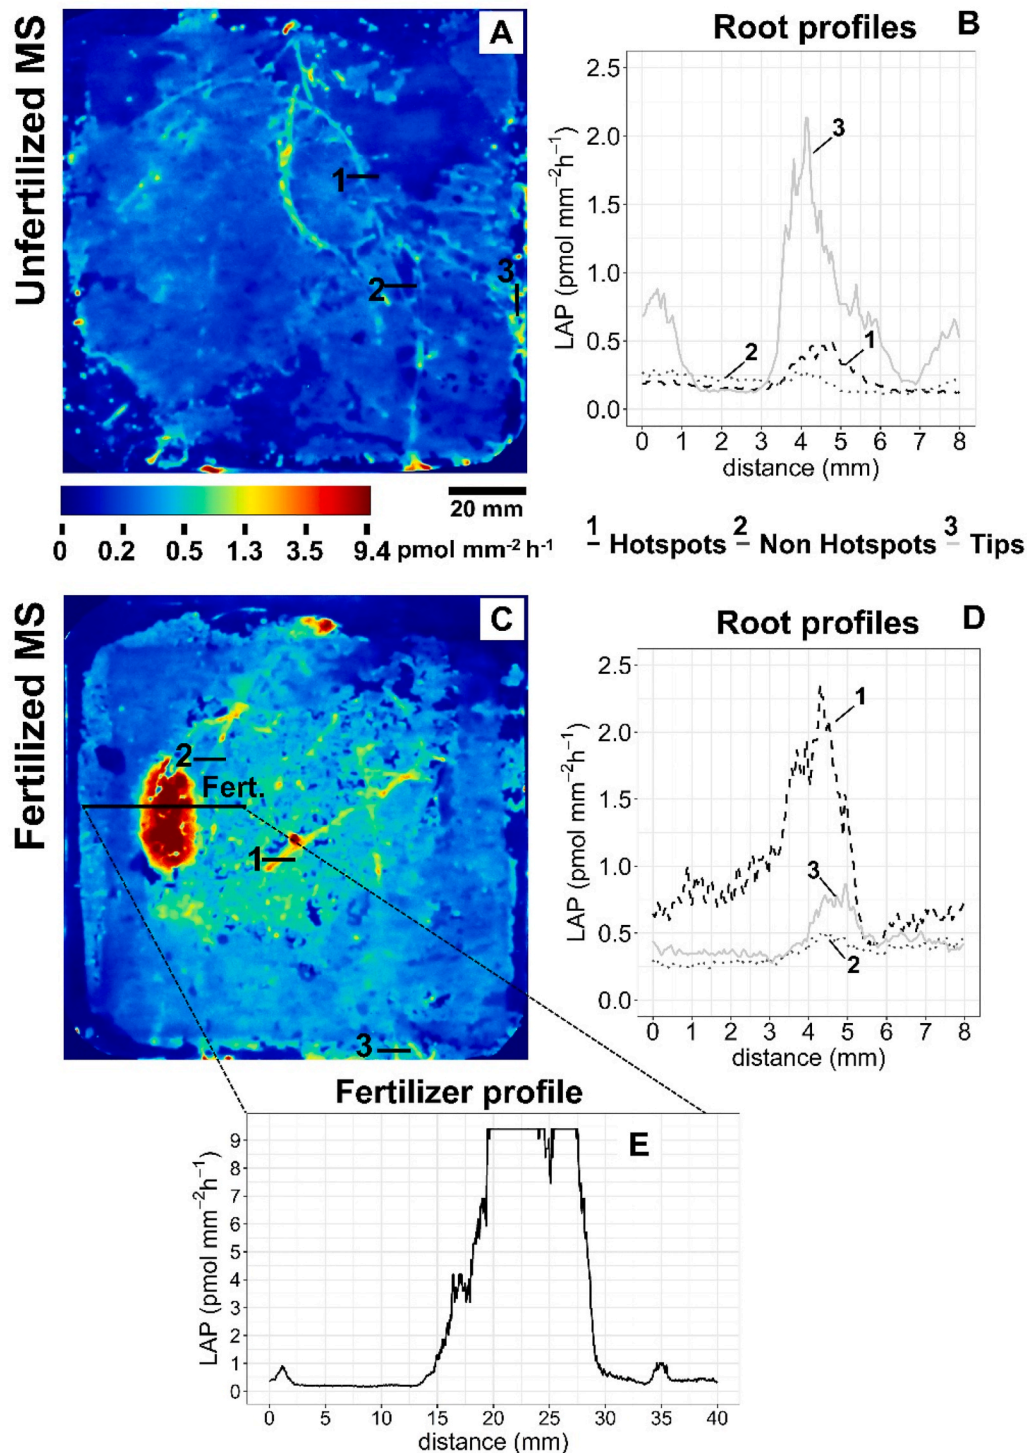 Unfertilized MS
A
1
2
3
Root profiles
B
LAP (pmol mm⁻²h⁻¹)
2.5
2.0
1.5
1.0
0.5
0.0
3
2
1
0 1 2 3 4 5 6 7 8
distance (mm)
20 mm
0 0.2 0.5 1.3 3.5 9.4 pmol mm⁻² h⁻¹
1 Hotspots 2 Non Hotspots 3 Tips
Fertilized MS
C
2
Fert.
1
3
Root profiles
D
LAP (pmol mm⁻²h⁻¹)
2.5
2.0
1.5
1.0
0.5
0.0
1
3
2
0 1 2 3 4 5 6 7 8
distance (mm)
Fertilizer profile
E
LAP (pmol mm⁻²h⁻¹)
9
8
7
6
5
4
3
2
1
0
0 5 10 15 20 25 30 35 40
distance (mm)